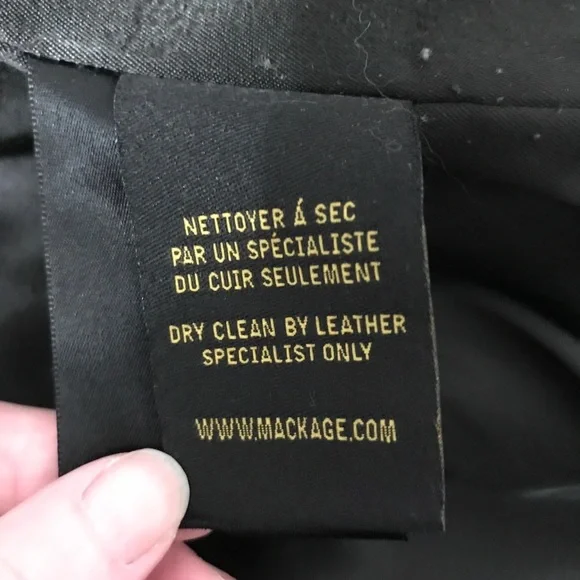 NETTOYER Á SEC
PAR UN SPÉCIALISTE
DU CUIR SEULEMENT
DRY CLEAN BY LEATHER
SPECIALIST ONLY
WWW.MACKAGE.COM